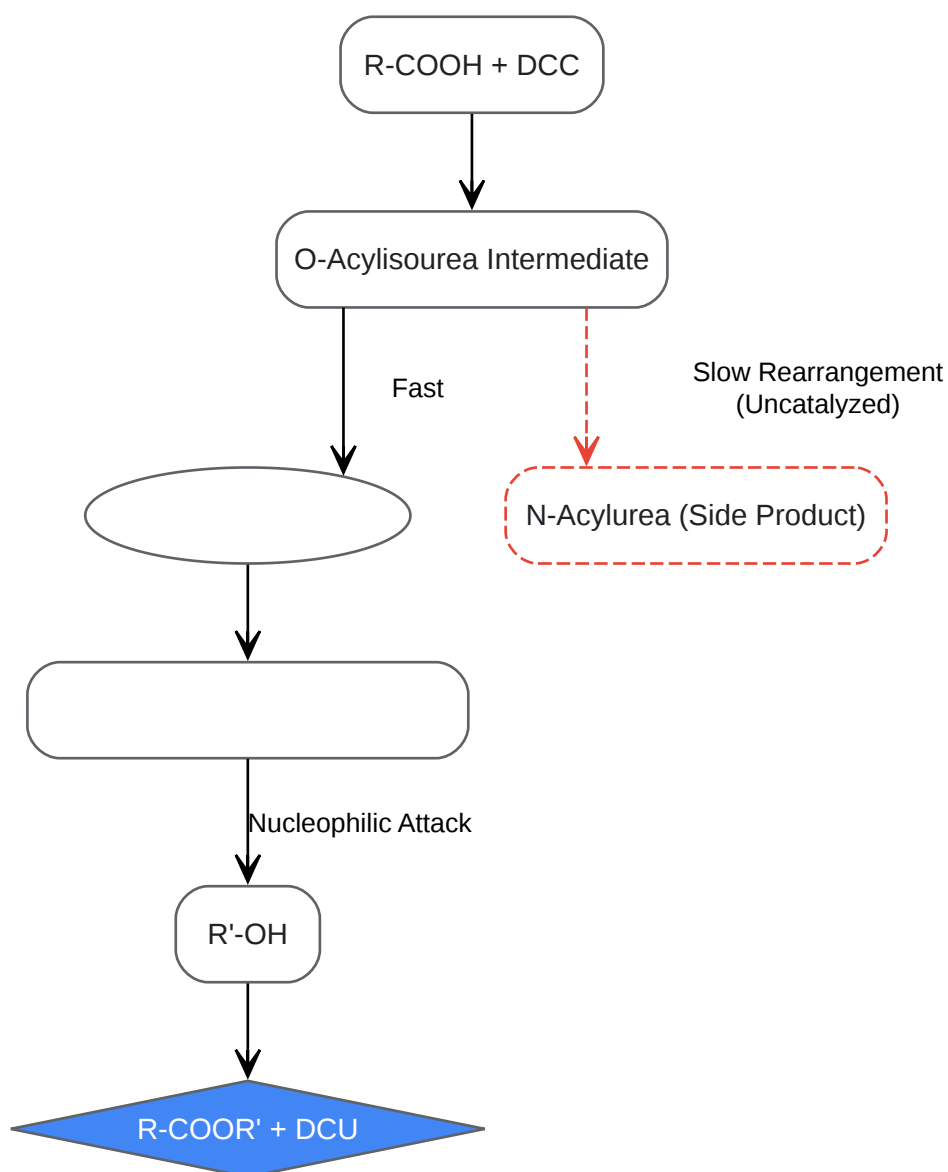 R-COOH + DCC
O-Acylisourea Intermediate
Fast
Slow Rearrangement
(Uncatalyzed)
N-Acylurea (Side Product)
Nucleophilic Attack
R'-OH
R-COOR' + DCU